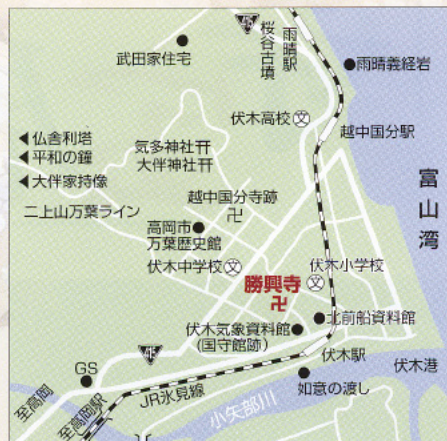 415
桜谷古墳
雨晴駅
武田家住宅
雨晴義経岩
伏木高校
文
越中国分駅
仏舎利塔
平和の鐘
大伴家持像
二上山万葉ライン
気多神社
大伴神社
富山湾
越中国分寺跡
高岡市
万葉歴史館
伏木中学校
文
伏木小学校
文
勝興寺
北前船資料館
伏木気象資料館
(国守館跡)
伏木駅
伏木港
415
GS
如意の渡し
JR氷見線
小矢部川
至高岡
至高岡駅